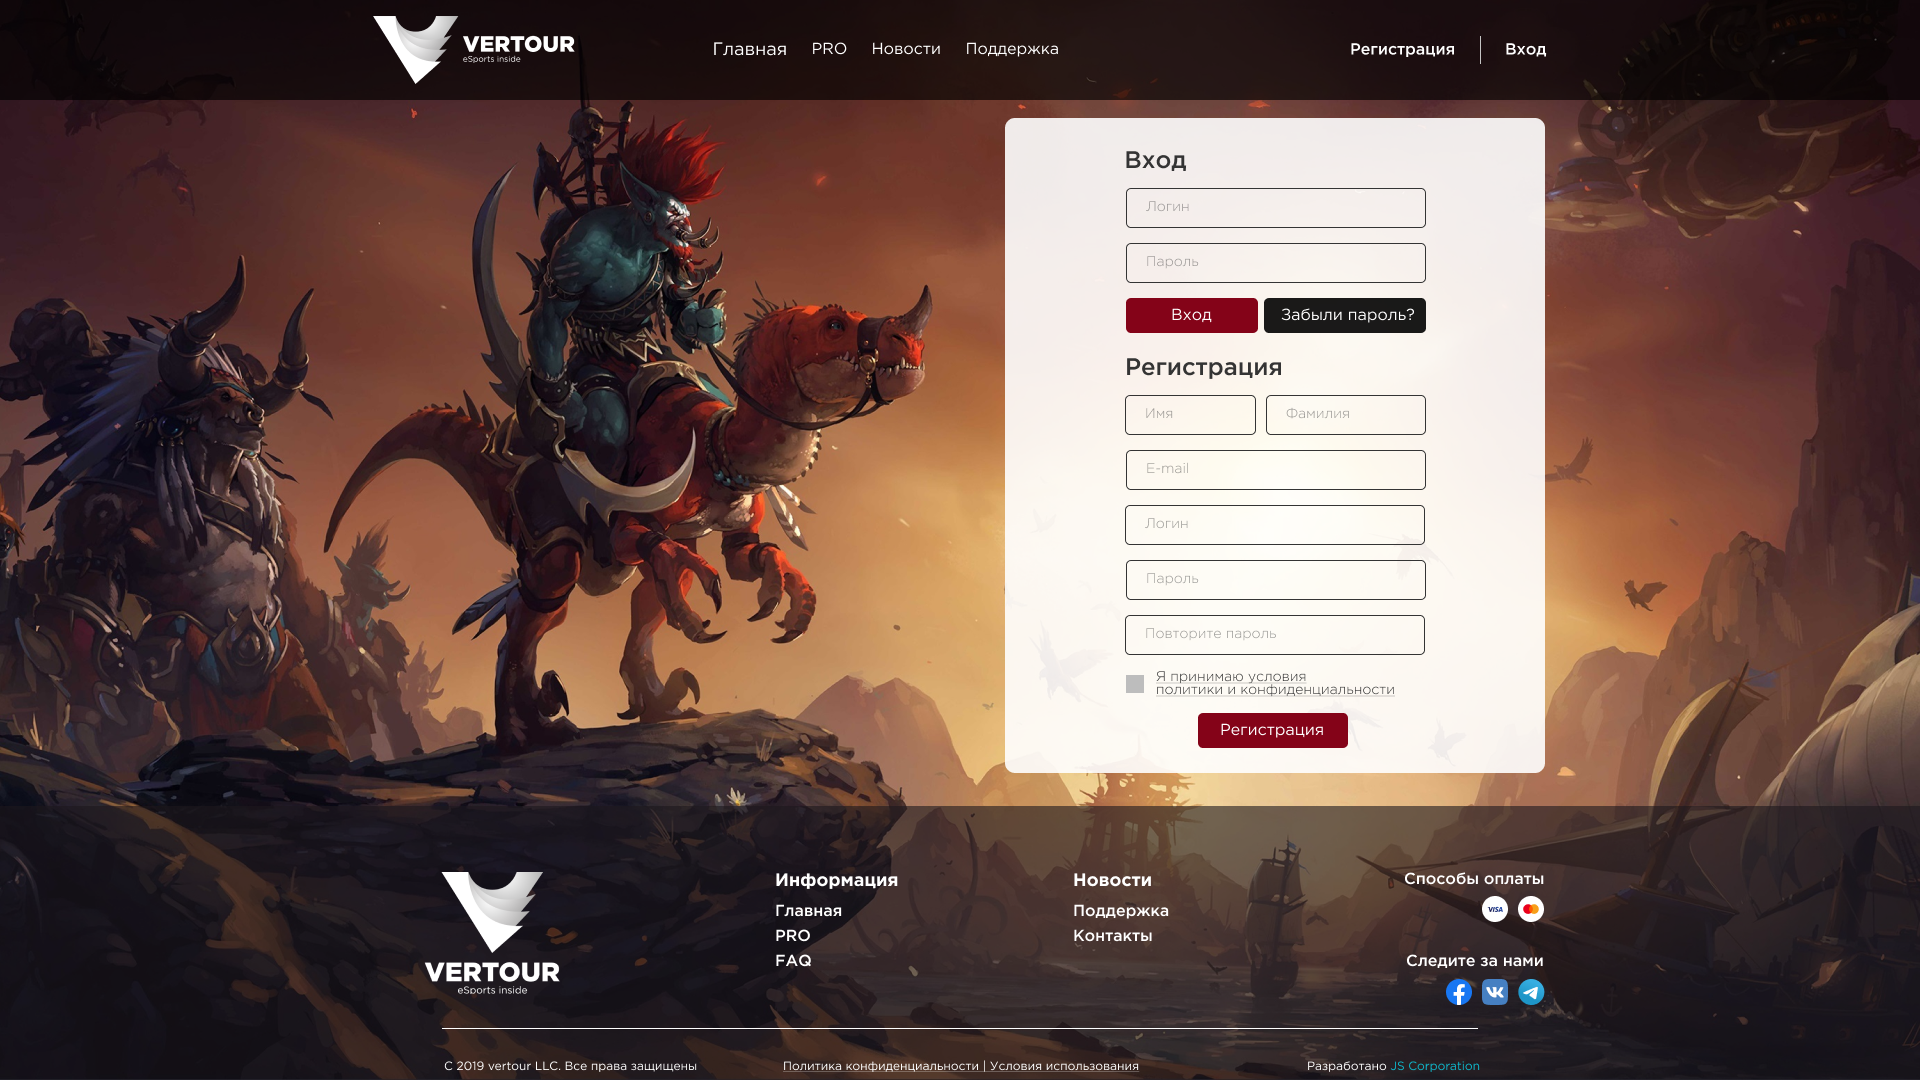 VERTOUR
eSports inside
Главная PRO Новости Поддержка
Регистрация Вход
Вход
Логин
Пароль
Вход Забыли пароль?
Регистрация
Имя Фамилия
E-mail
Логин
Пароль
Повторите пароль
Я принимаю условия
политики и конфиденциальности
Регистрация
VERTOUR
eSports inside
Информация
Главная
PRO
FAQ
Новости
Поддержка
Контакты
Способы оплаты
VISA
Следите за нами
C 2019 vertour LLC. Все права защищены
Политика конфиденциальности | Условия использования
Разработано JS Corporation